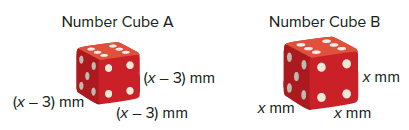 Number Cube A
(x – 3) mm
(x – 3) mm
(x – 3) mm
Number Cube B
x mm
x mm
x mm